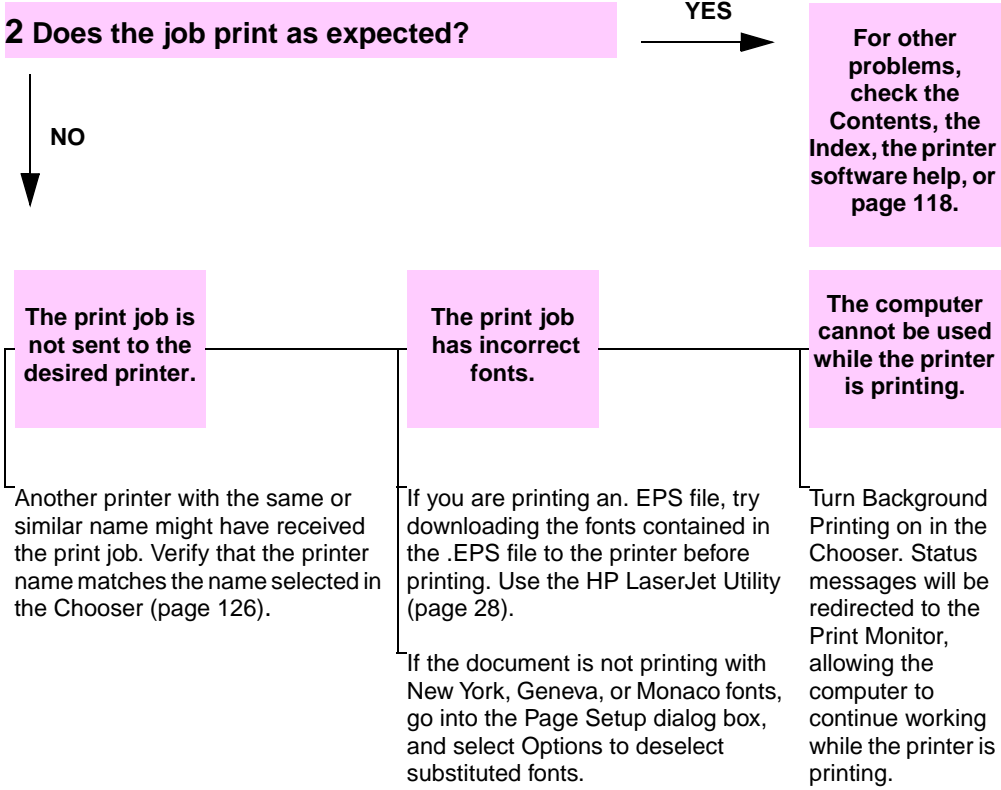 2 Does the job print as expected?
YES
For other
problems,
check the
Contents, the
Index, the printer
software help, or
page 118.
NO
The print job is
not sent to the
desired printer.
The print job
has incorrect
fonts.
The computer
cannot be used
while the printer
is printing.
Another printer with the same or
similar name might have received
the print job. Verify that the printer
name matches the name selected in
the Chooser (page 126).
If you are printing an. EPS file, try
downloading the fonts contained in
the .EPS file to the printer before
printing. Use the HP LaserJet Utility
(page 28).
If the document is not printing with
New York, Geneva, or Monaco fonts,
go into the Page Setup dialog box,
and select Options to deselect
substituted fonts.
Turn Background
Printing on in the
Chooser. Status
messages will be
redirected to the
Print Monitor,
allowing the
computer to
continue working
while the printer is
printing.